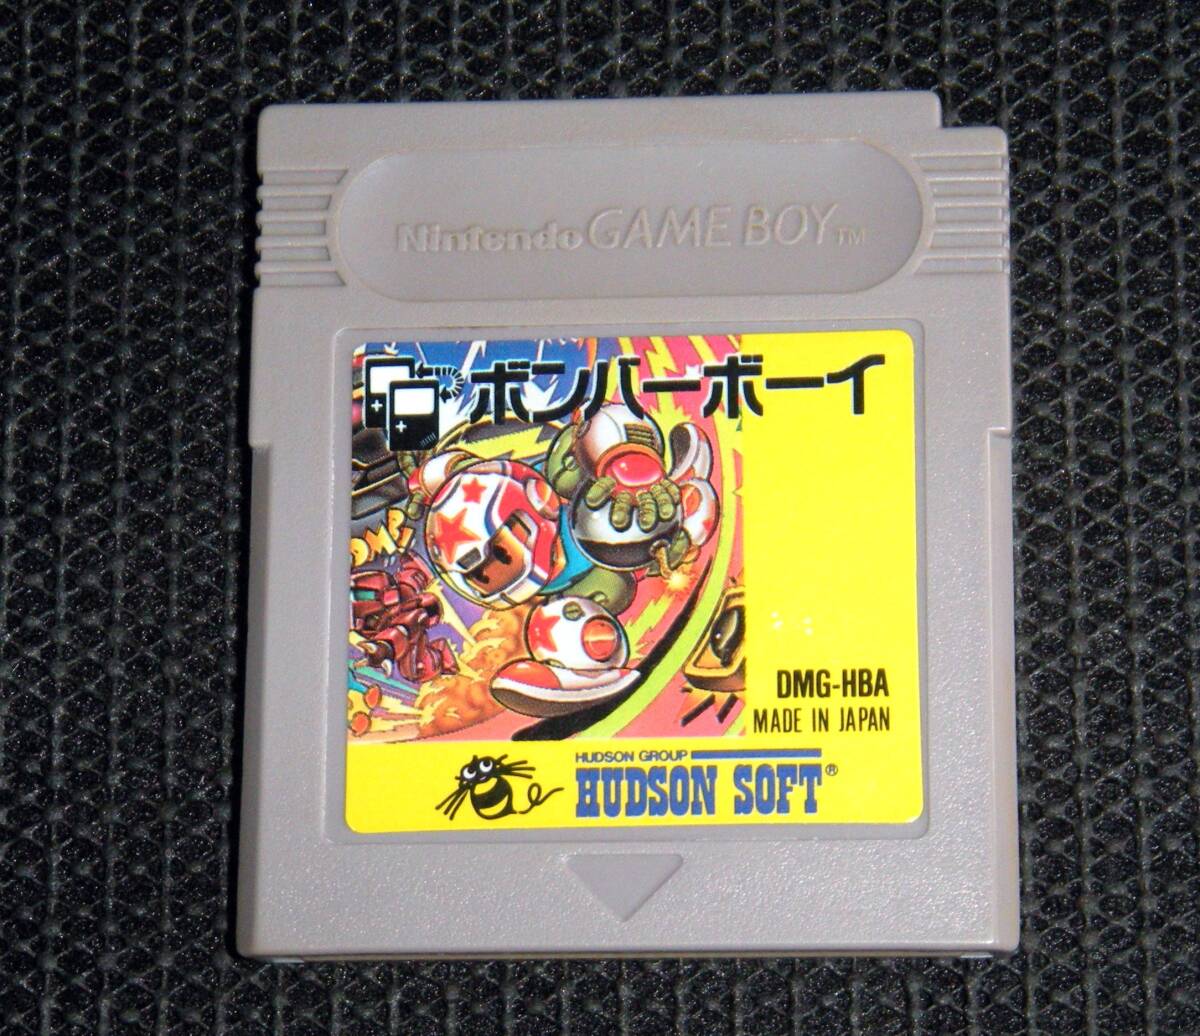 Nintendo GAME BOY™
ボンバーボーイ
DMG-HBA
MADE IN JAPAN
HUDSON GROUP
HUDSON SOFT®